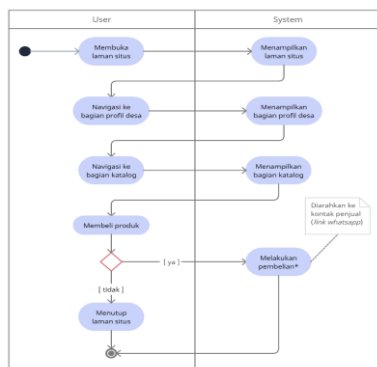 User
System
Membuka
laman situs
Menampilkan
laman situs
Navigasi ke
bagian profil desa
Menampilkan
bagian profil desa
Navigasi ke
bagian katalog
Menampilkan
bagian katalog
Diarahkan ke
kontak penjual
(link whatsapp)
Membeli produk
[ ya ]
Melakukan
pembelian*
[ tidak ]
Menutup
laman situs